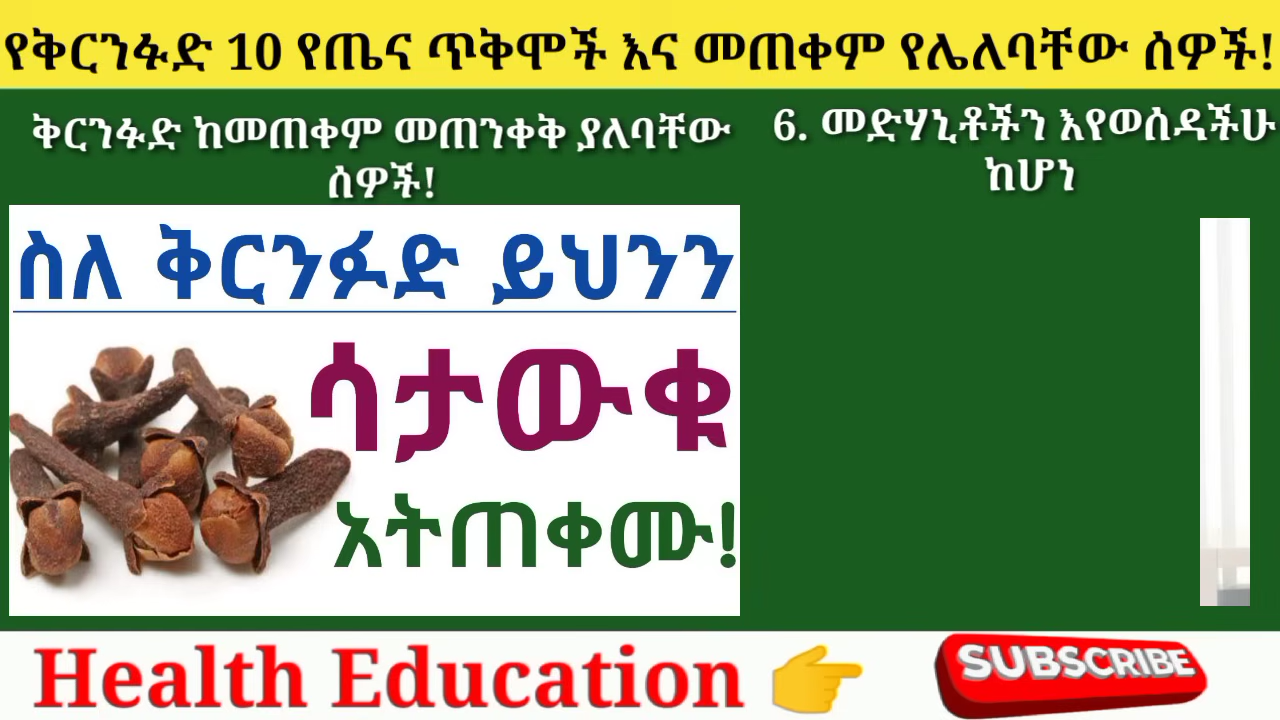 የቅርንፉድ 10 የጤና ጥቅሞች እና መጠቀም የሌለባቸው ሰዎች!
ቅርንፉድ ከመጠቀም መጠንቀቅ ያለባቸው
ሰዎች!
ስለ ቅርንፉድ ይህንን
ሳታውቁ
አትጠቀሙ!
6. መድሃኒቶችን እየወሰዳችሁ
ከሆነ
Health Education
SUBSCRIBE